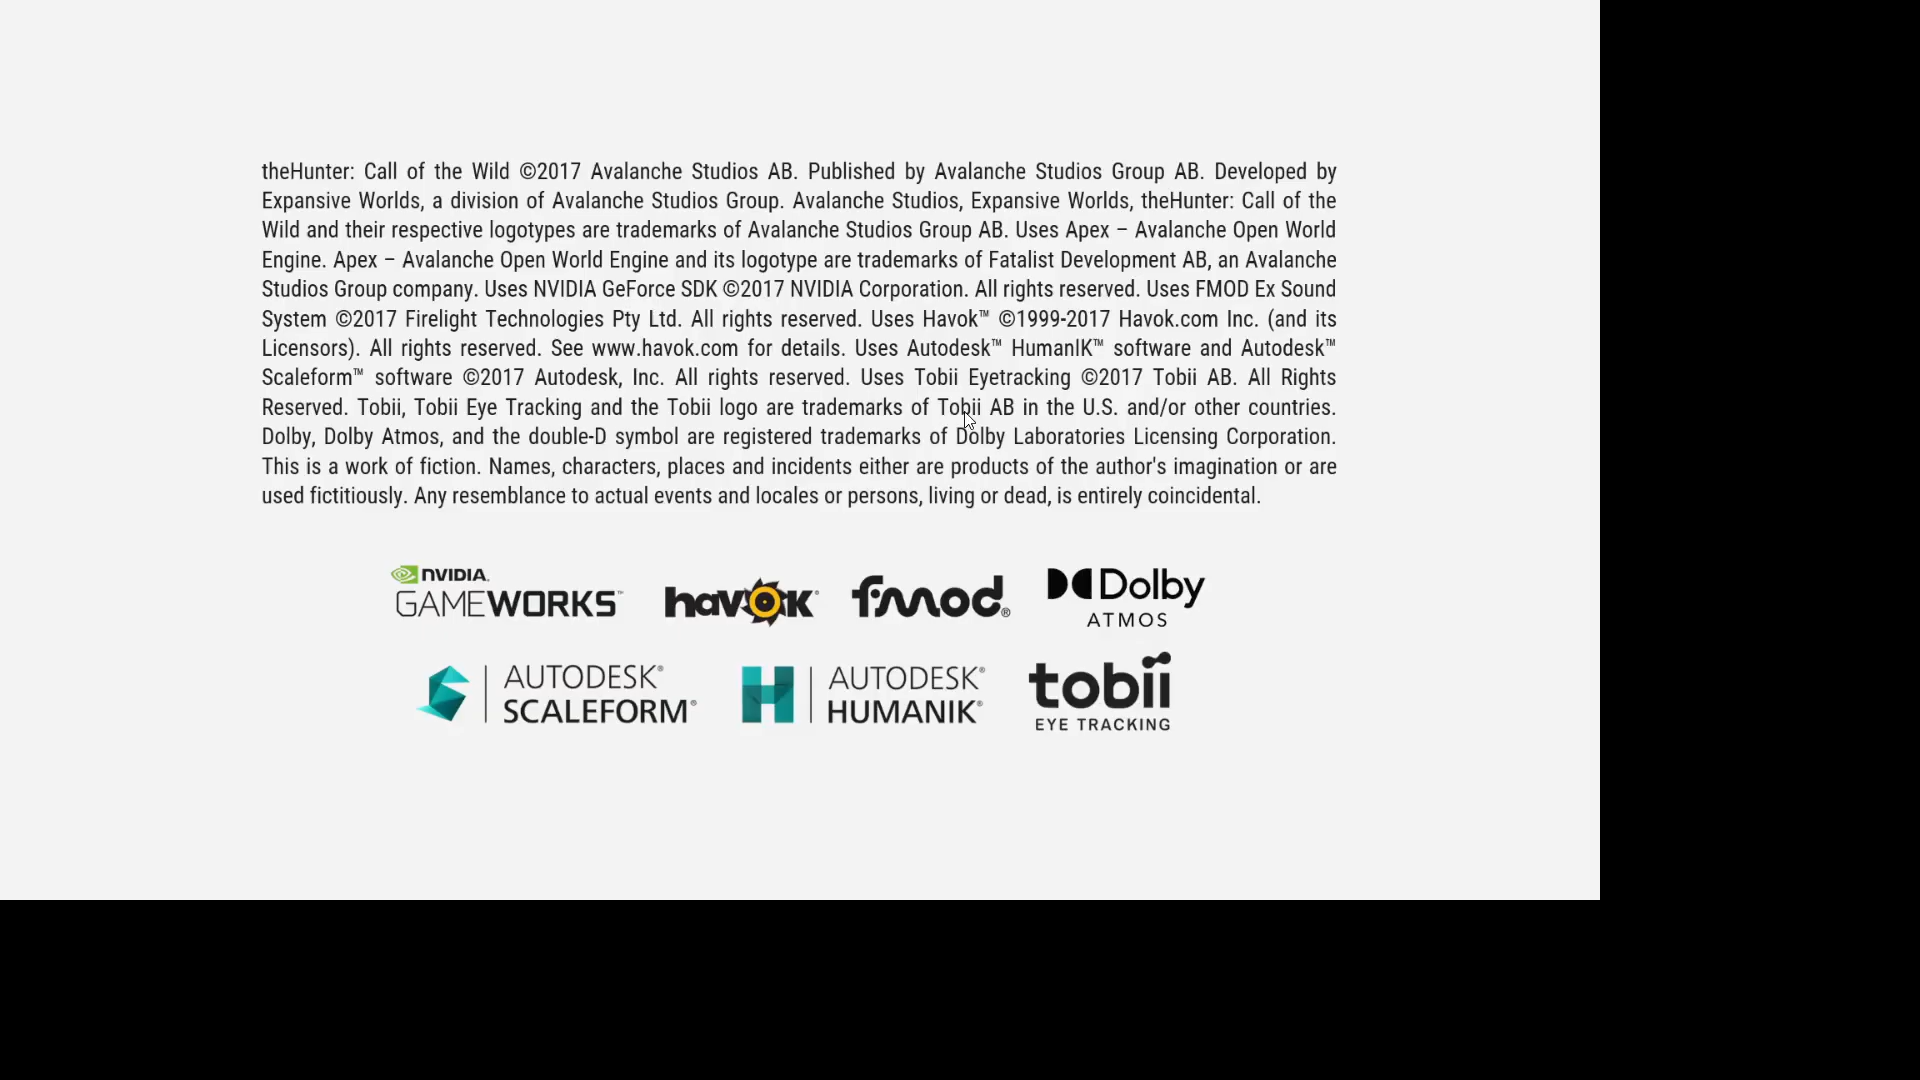 theHunter: Call of the Wild ©2017 Avalanche Studios AB. Published by Avalanche Studios Group AB. Developed by
Expansive Worlds, a division of Avalanche Studios Group. Avalanche Studios, Expansive Worlds, theHunter: Call of the
Wild and their respective logotypes are trademarks of Avalanche Studios Group AB. Uses Apex – Avalanche Open World
Engine. Apex – Avalanche Open World Engine and its logotype are trademarks of Fatalist Development AB, an Avalanche
Studios Group company. Uses NVIDIA GeForce SDK ©2017 NVIDIA Corporation. All rights reserved. Uses FMOD Ex Sound
System ©2017 Firelight Technologies Pty Ltd. All rights reserved. Uses Havok™ ©1999-2017 Havok.com Inc. (and its
Licensors). All rights reserved. See www.havok.com for details. Uses Autodesk™ HumanIK™ software and Autodesk™
Scaleform™ software ©2017 Autodesk, Inc. All rights reserved. Uses Tobii Eyetracking ©2017 Tobii AB. All Rights
Reserved. Tobii, Tobii Eye Tracking and the Tobii logo are trademarks of Tobii AB in the U.S. and/or other countries.
Dolby, Dolby Atmos, and the double-D symbol are registered trademarks of Dolby Laboratories Licensing Corporation.
This is a work of fiction. Names, characters, places and incidents either are products of the author's imagination or are
used fictitiously. Any resemblance to actual events and locales or persons, living or dead, is entirely coincidental.
NVIDIA.
GAMEWORKS™
havok®
fmod®
Dolby
ATMOS
AUTODESK®
SCALEFORM®
AUTODESK®
HUMANIK®
tobii
EYE TRACKING